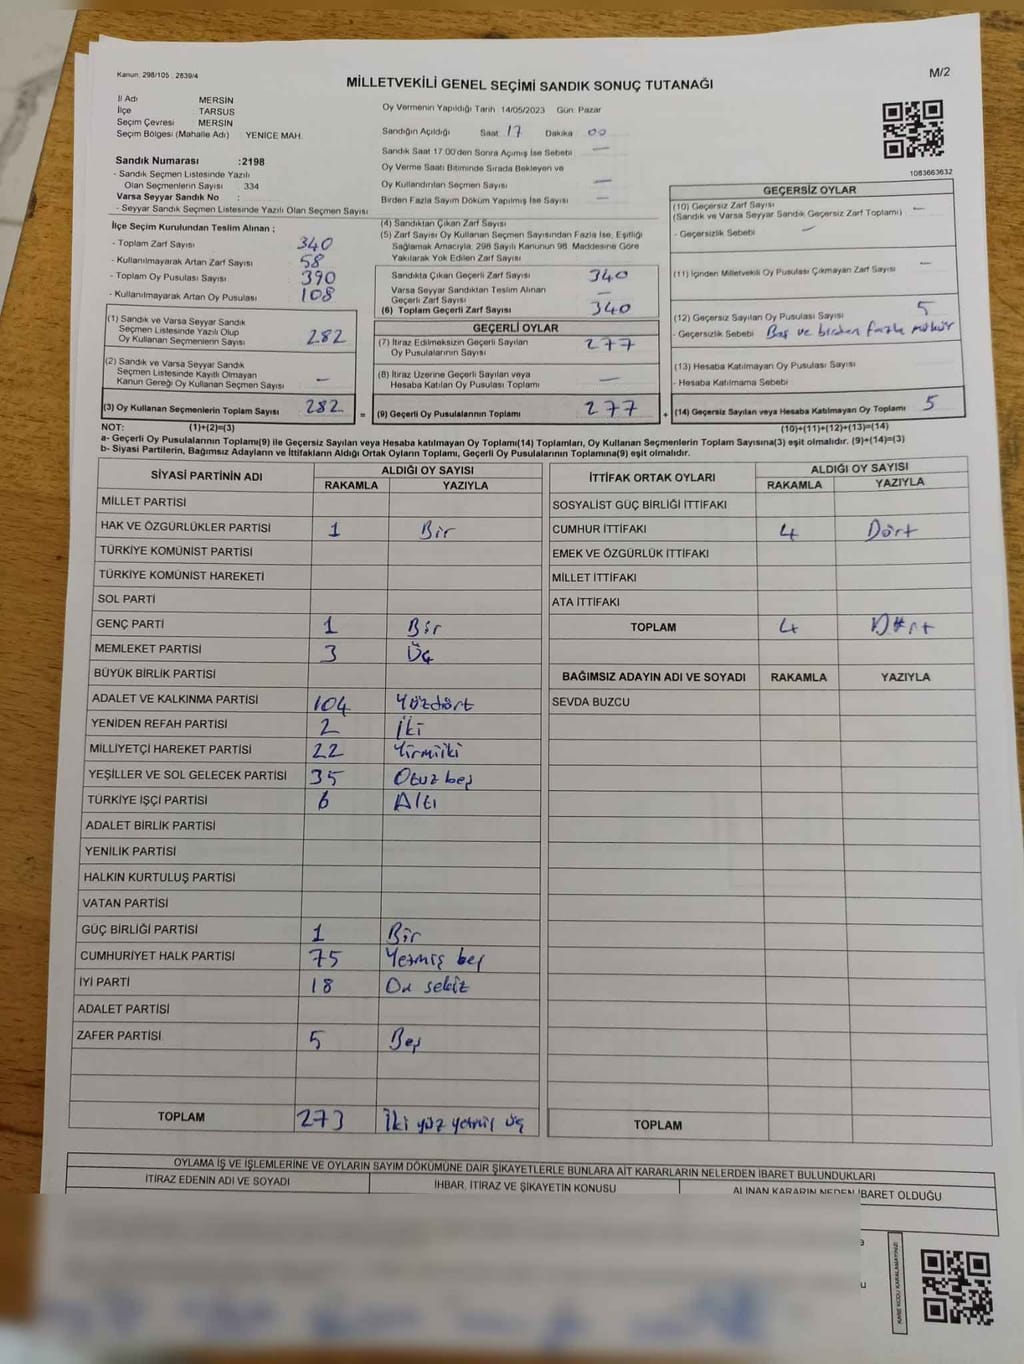 Kanun: 298/105 , 2839/4
MİLLETVEKİLİ GENEL SEÇİMİ SANDIK SONUÇ TUTANAĞI
M/2
İl Adı MERSİN
İlçe TARSUS
Seçim Çevresi MERSİN
Seçim Bölgesi (Mahalle Adı) : YENİCE MAH.
Sandık Numarası :2198
- Sandık Seçmen Listesinde Yazılı
Olan Seçmenlerin Sayısı : 334
Varsa Seyyar Sandık No :
- Seyyar Sandık Seçmen Listesinde Yazılı Olan Seçmen Sayısı
Oy Vermenin Yapıldığı Tarih 14/05/2023 Gün: Pazar
Sandığın Açıldığı Saat 17 Dakika 00
Sandık Saat 17.00'den Sonra Açılmış İse Sebebi —
Oy Verme Saati Bitiminde Sırada Bekleyen ve
Oy Kullandırılan Seçmen Sayısı —
Birden Fazla Sayım Döküm Yapılmış İse Sayısı —
1083663632
İlçe Seçim Kurulundan Teslim Alınan ;
- Toplam Zarf Sayısı 340
- Kullanılmayarak Artan Zarf Sayısı 58
- Toplam Oy Pusulası Sayısı 390
- Kullanılmayarak Artan Oy Pusulası 108
(1) Sandık ve Varsa Seyyar Sandık
Seçmen Listesinde Yazılı Olup
Oy Kullanan Seçmenlerin Sayısı 282
(2) Sandık ve Varsa Seyyar Sandık
Seçmen Listesinde Kayıtlı Olmayan
Kanun Gereği Oy Kullanan Seçmen Sayısı —
(3) Oy Kullanan Seçmenlerin Toplam Sayısı 282 =
(4) Sandıktan Çıkan Zarf Sayısı
(5) Zarf Sayısı Oy Kullanan Seçmen Sayısından Fazla İse, Eşitliği
Sağlamak Amacıyla, 298 Sayılı Kanunun 98. Maddesine Göre
Yakılarak Yok Edilen Zarf Sayısı
Sandıkta Çıkan Geçerli Zarf Sayısı 340
Varsa Seyyar Sandıktan Teslim Alınan
Geçerli Zarf Sayısı —
(6) Toplam Geçerli Zarf Sayısı 340
GEÇERLİ OYLAR
(7) İtiraz Edilmeksizin Geçerli Sayılan
Oy Pusulalarının Sayısı 277
(8) İtiraz Üzerine Geçerli Sayılan veya
Hesaba Katılan Oy Pusulası Toplamı —
(9) Geçerli Oy Pusulalarının Toplamı 277 +
GEÇERSİZ OYLAR
(10) Geçersiz Zarf Sayısı
(Sandık ve Varsa Seyyar Sandık Geçersiz Zarf Toplamı) —
- Geçersizlik Sebebi —
(11) İçinden Milletvekili Oy Pusulası Çıkmayan Zarf Sayısı —
(12) Geçersiz Sayılan Oy Pusulası Sayısı 5
- Geçersizlik Sebebi Boş ve birden fazla mühür
(13) Hesaba Katılmayan Oy Pusulası Sayısı
- Hesaba Katılmama Sebebi
(14) Geçersiz Sayılan veya Hesaba Katılmayan Oy Toplamı 5
NOT: (1)+(2)=(3) (10)+(11)+(12)+(13)=(14)
a- Geçerli Oy Pusulalarının Toplamı(9) ile Geçersiz Sayılan veya Hesaba katılmayan Oy Toplamı(14) Toplamları, Oy Kullanan Seçmenlerin Toplam Sayısına(3) eşit olmalıdır. (9)+(14)=(3)
b- Siyasi Partilerin, Bağımsız Adayların ve İttifakların Aldığı Ortak Oyların Toplamı, Geçerli Oy Pusulalarının Toplamına(9) eşit olmalıdır.
SİYASİ PARTİNİN ADI ALDIĞI OY SAYISI
RAKAMLA YAZIYLA
MİLLET PARTİSİ
HAK VE ÖZGÜRLÜKLER PARTİSİ 1 Bir
TÜRKİYE KOMÜNİST PARTİSİ
TÜRKİYE KOMÜNİST HAREKETİ
SOL PARTİ
GENÇ PARTİ 1 Bir
MEMLEKET PARTİSİ 3 Üç
BÜYÜK BİRLİK PARTİSİ
ADALET VE KALKINMA PARTİSİ 104 Yüzdört
YENİDEN REFAH PARTİSİ 2 İki
MİLLİYETÇİ HAREKET PARTİSİ 22 Yirmiiki
YEŞİLLER VE SOL GELECEK PARTİSİ 35 Otuz beş
TÜRKİYE İŞÇİ PARTİSİ 6 Altı
ADALET BİRLİK PARTİSİ
YENİLİK PARTİSİ
HALKIN KURTULUŞ PARTİSİ
VATAN PARTİSİ
GÜÇ BİRLİĞİ PARTİSİ 1 Bir
CUMHURİYET HALK PARTİSİ 75 Yetmiş beş
İYİ PARTİ 18 On sekiz
ADALET PARTİSİ
ZAFER PARTİSİ 5 Beş
TOPLAM 273 İki yüz yetmiş üç
İTTİFAK ORTAK OYLARI ALDIĞI OY SAYISI
RAKAMLA YAZIYLA
SOSYALİST GÜÇ BİRLİĞİ İTTİFAKI
CUMHUR İTTİFAKI 4 Dört
EMEK VE ÖZGÜRLÜK İTTİFAKI
MİLLET İTTİFAKI
ATA İTTİFAKI
TOPLAM 4 Dört
BAĞIMSIZ ADAYIN ADI VE SOYADI RAKAMLA YAZIYLA
SEVDA BUZCU
TOPLAM
OYLAMA İŞ VE İŞLEMLERİNE VE OYLARIN SAYIM DÖKÜMÜNE DAİR ŞİKAYETLERLE BUNLARA AİT KARARLARIN NELERDEN İBARET BULUNDUKLARI
İTİRAZ EDENİN ADI VE SOYADI İHBAR, İTİRAZ VE ŞİKAYETİN KONUSU ALINAN KARARIN NEDEN İBARET OLDUĞU
KARE KODU KARALAMAYINIZ!